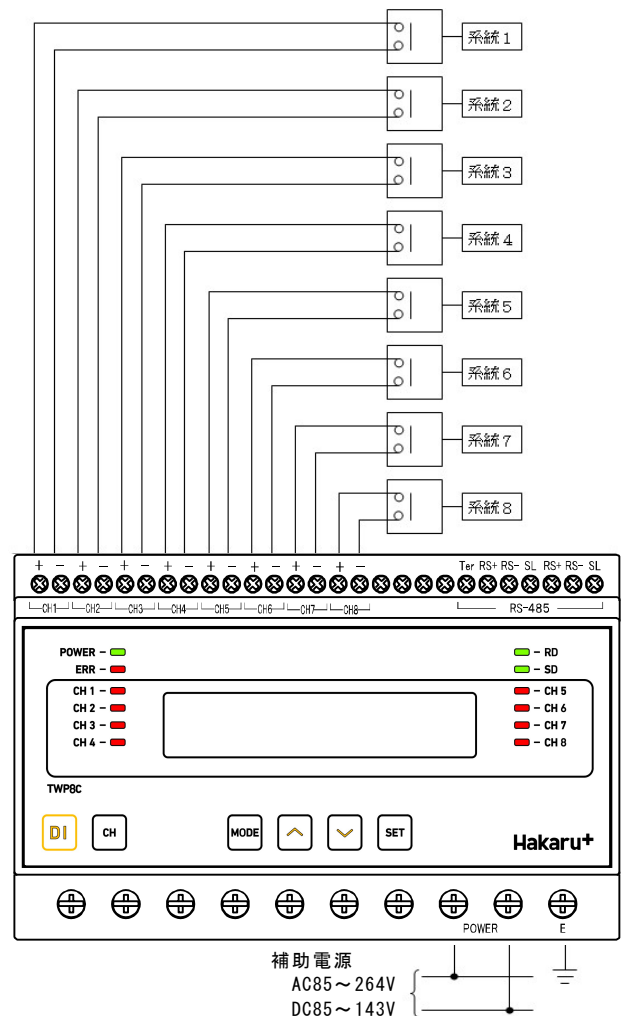 系統1
系統2
系統3
系統4
系統5
系統6
系統7
系統8
+ − + − + − + − + − + − + − + − Ter RS+ RS- SL RS+ RS- SL
CH1 CH2 CH3 CH4 CH5 CH6 CH7 CH8 RS-485
POWER
ERR
CH 1
CH 2
CH 3
CH 4
RD
SD
CH 5
CH 6
CH 7
CH 8
TWP8C
DI CH MODE SET
Hakaru+
POWER E
補助電源
AC85～264V
DC85～143V